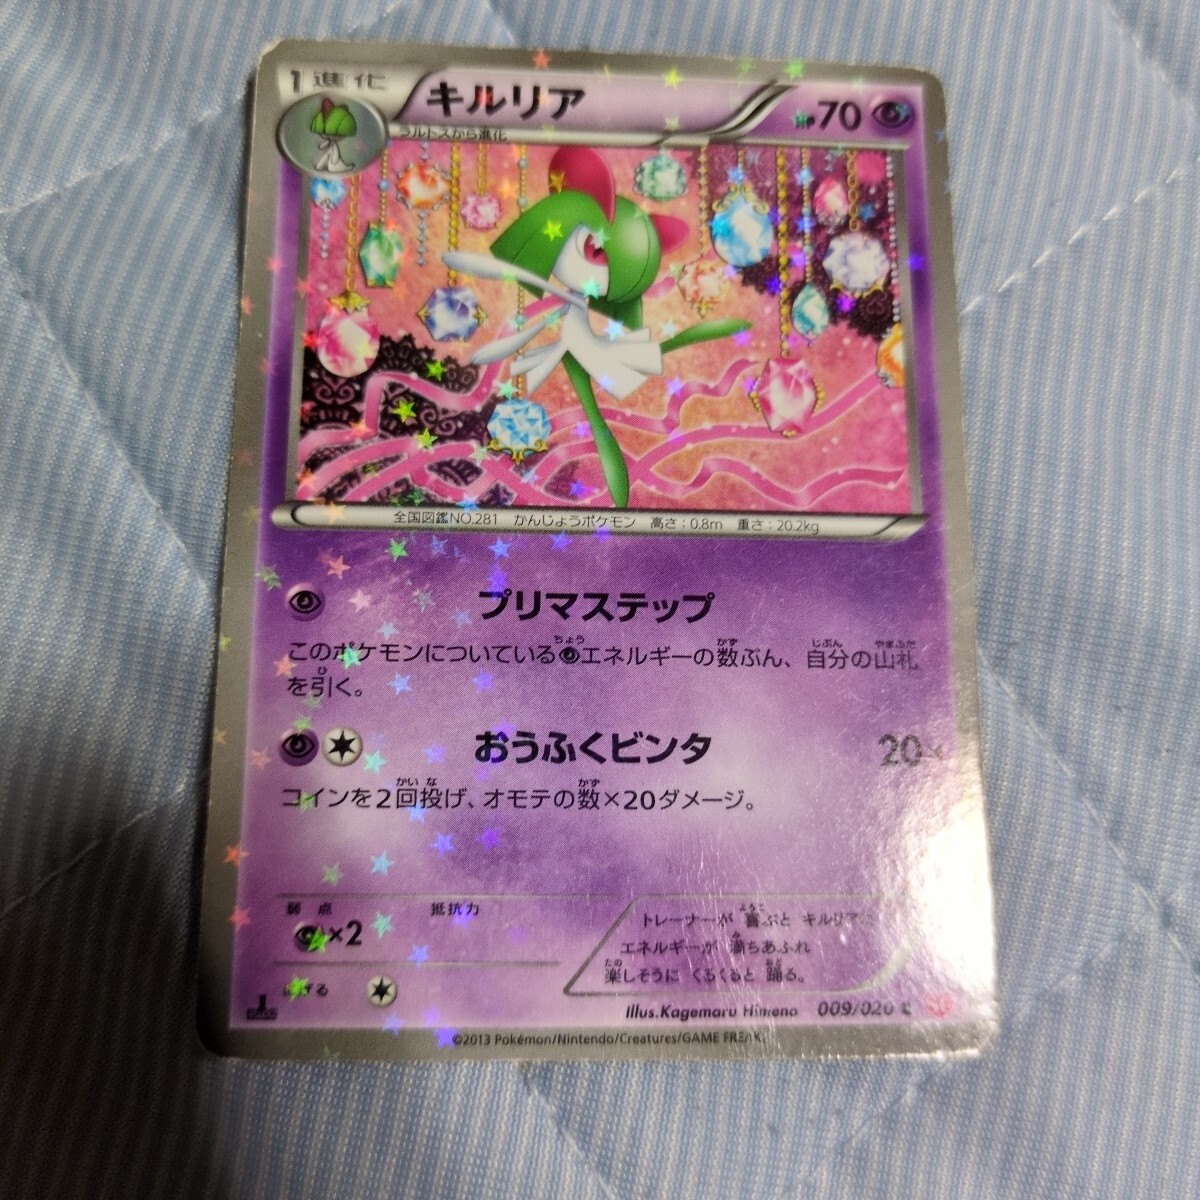 1進化
キルリア
HP70
ラルトスから進化
全国図鑑NO.281 かんじょうポケモン 高さ:0.8m 重さ:20.2kg
プリマステップ
このポケモンについているエネルギーの数ぶん、自分の山札
を引く。
おうふくビンタ 20×
コインを2回投げ、オモテの数×20ダメージ。
弱点 抵抗力
×2
トレーナーが 喜ぶと キルリアに
エネルギーが 満ちあふれ
楽しそうに くるくると 踊る。
にげる
Illus.Kagemaru Himeno 009/020 C
©2013 Pokémon/Nintendo/Creatures/GAME FREAK.